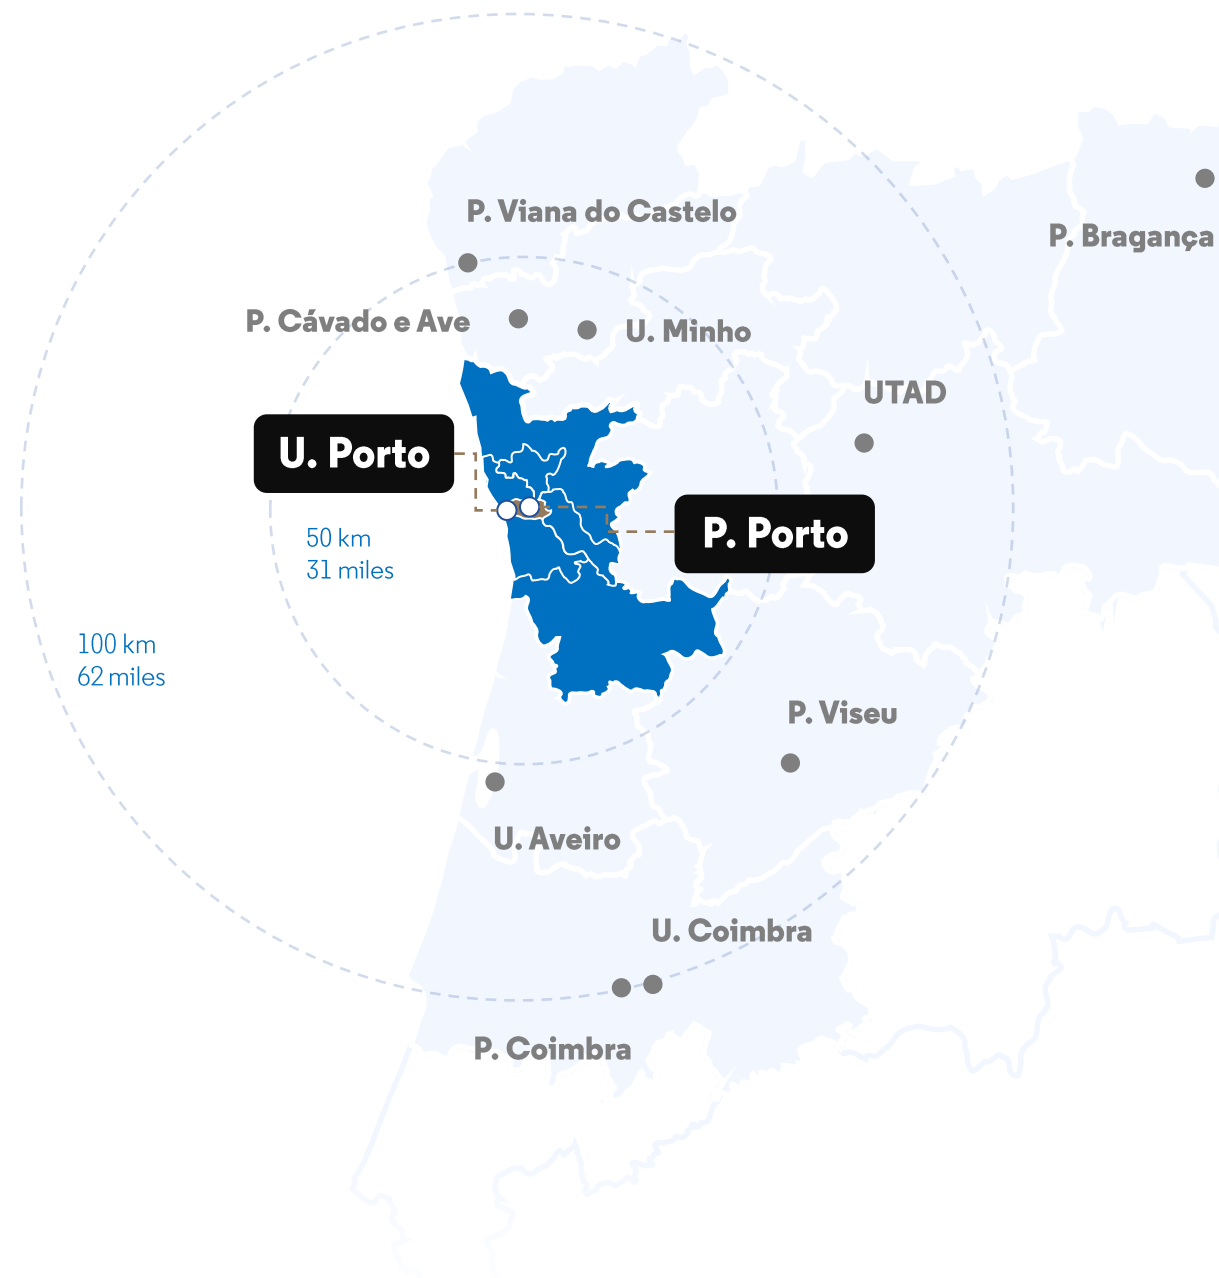 P. Viana do Castelo
P. Bragança
P. Cávado e Ave
U. Minho
UTAD
U. Porto
P. Porto
50 km
31 miles
100 km
62 miles
P. Viseu
U. Aveiro
U. Coimbra
P. Coimbra